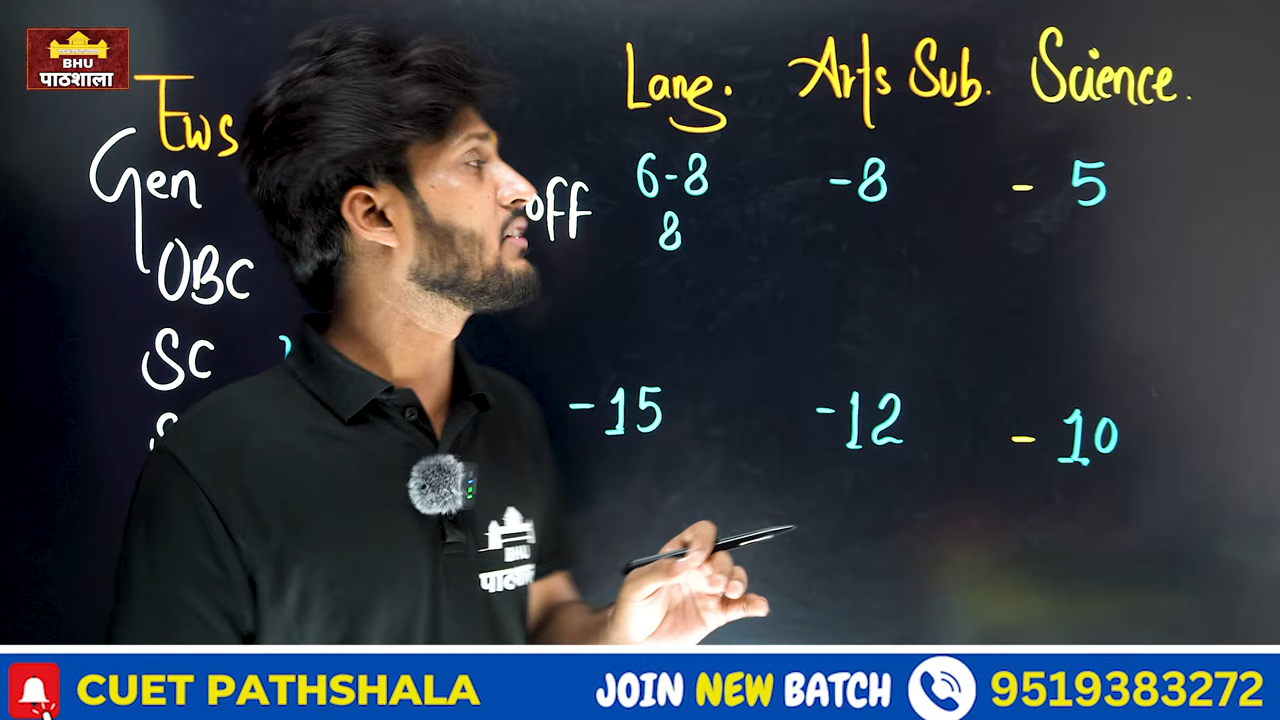 BHU
पाठशाला
Ews
Lang. Arts Sub. Science.
Gen
off 6-8 -8 - 5
8
OBC
SC
-15 -12 - 10
BHU
CUET PATHSHALA JOIN NEW BATCH 9519383272